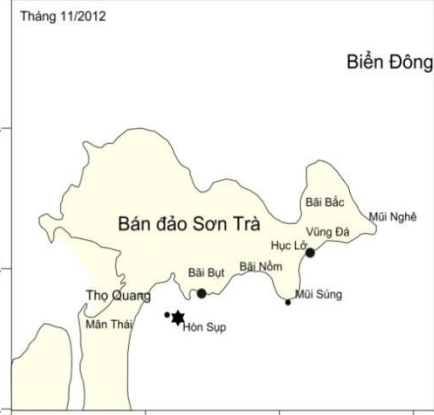 Tháng 11/2012
Biển Đông
Bãi Bắc
Mũi Nghê
Bán đảo Sơn Trà
Vũng Đá
Hục Lở
Bãi Nồm
Bãi Bụt
Thọ Quang
Mũi Súng
Mân Thái
Hòn Sụp